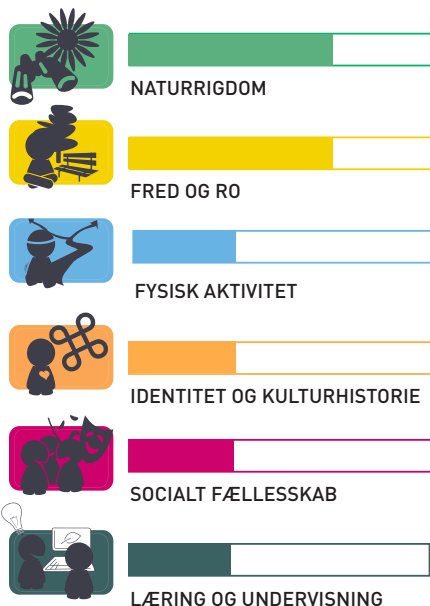 NATURRIGDOM
FRED OG RO
FYSISK AKTIVITET
IDENTITET OG KULTURHISTORIE
SOCIALT FÆLLESSKAB
LÆRING OG UNDERVISNING